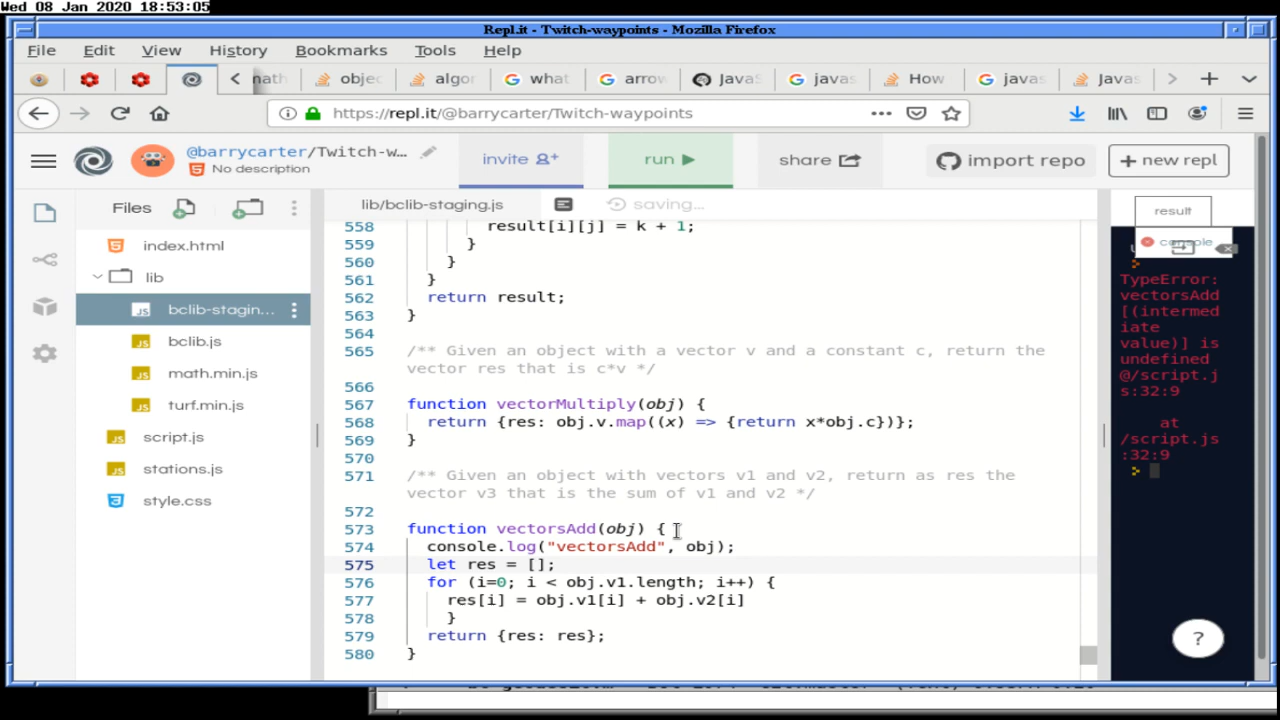 Wed 08 Jan 2020 18:53:05
Repl.it - Twitch-waypoints - Mozilla Firefox
File Edit View History Bookmarks Tools Help
math objec algor what arrow JavaS javas How java Javas
https://repl.it/@barrycarter/Twitch-waypoints
@barrycarter/Twitch-w...
No description
invite run share import repo + new repl
Files
lib/bclib-staging.js saving...
result
console
index.html
lib
bclib-stagin...
bclib.js
math.min.js
turf.min.js
script.js
stations.js
style.css
558 result[i][j] = k + 1;
559 }
560 }
561 }
562 return result;
563 }
564
565 /** Given an object with a vector v and a constant c, return the
vector res that is c*v */
566
567 function vectorMultiply(obj) {
568 return {res: obj.v.map((x) => {return x*obj.c})};
569 }
570
571 /** Given an object with vectors v1 and v2, return as res the
vector v3 that is the sum of v1 and v2 */
572
573 function vectorsAdd(obj) {
574 console.log("vectorsAdd", obj);
575 let res = [];
576 for (i=0; i < obj.v1.length; i++) {
577 res[i] = obj.v1[i] + obj.v2[i]
578 }
579 return {res: res};
580 }
TypeError:
vectorsAdd
[(intermed
iate
value)] is
undefined
@/script.j
s:32:9
at
/script.js
:32:9
?